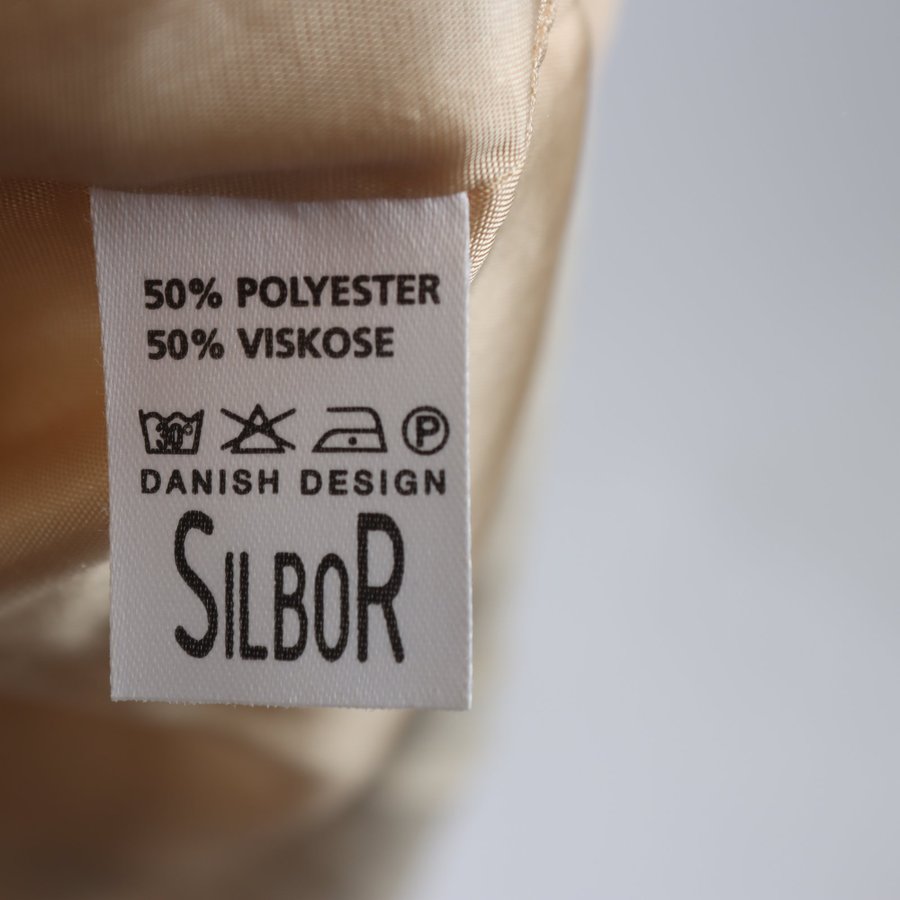 50% POLYESTER
50% VISKOSE
30° P
DANISH DESIGN
SILBOR